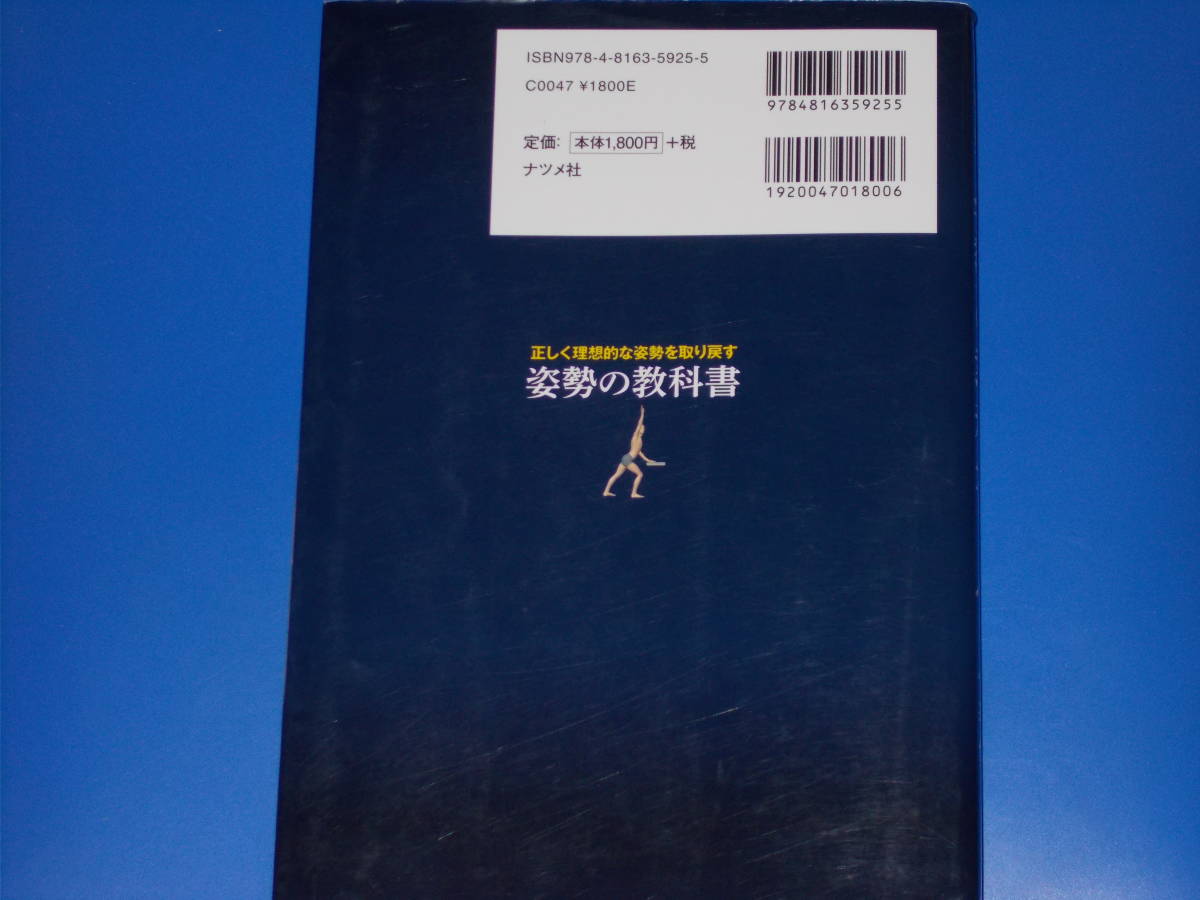 ISBN978-4-8163-5925-5
C0047 ¥1800E
定価: 本体1,800円 +税
ナツメ社
9784816359255
1920047018006
正しく理想的な姿勢を取り戻す
姿勢の教科書